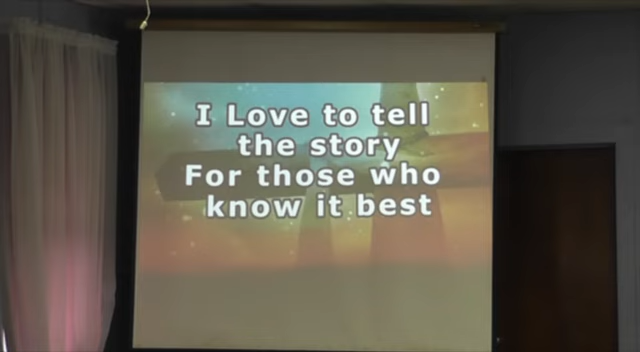 I Love to tell
the story
For those who
know it best